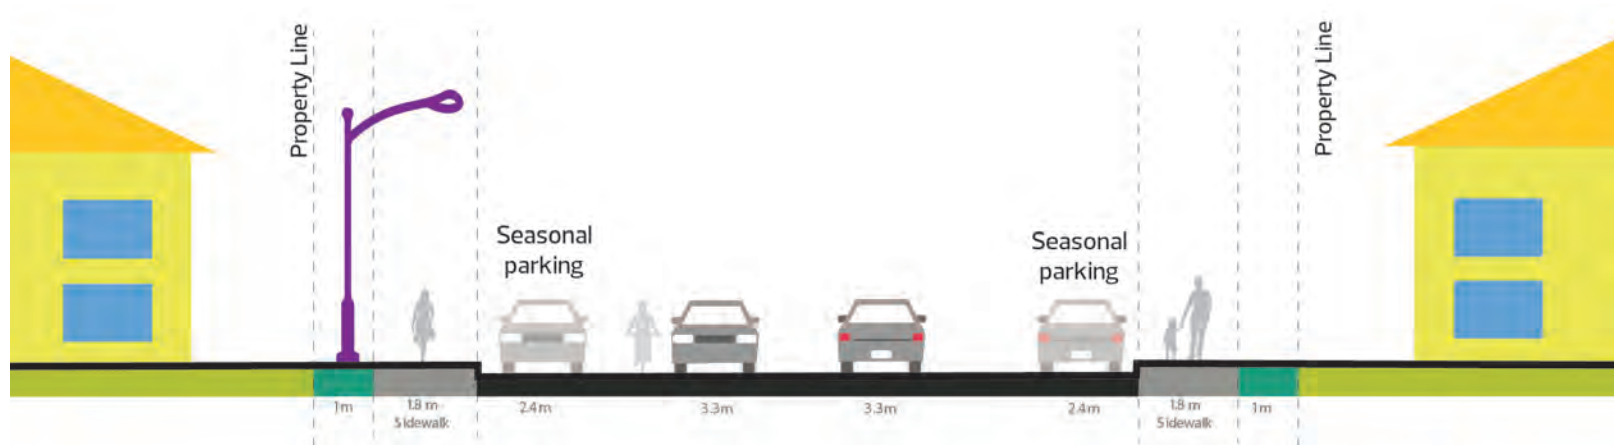 Property Line
Property Line
Seasonal
parking
Seasonal
parking
1m
1.8 m
Sidewalk
2.4m
3.3m
3.3m
2.4m
1.8 m
Sidewalk
1m